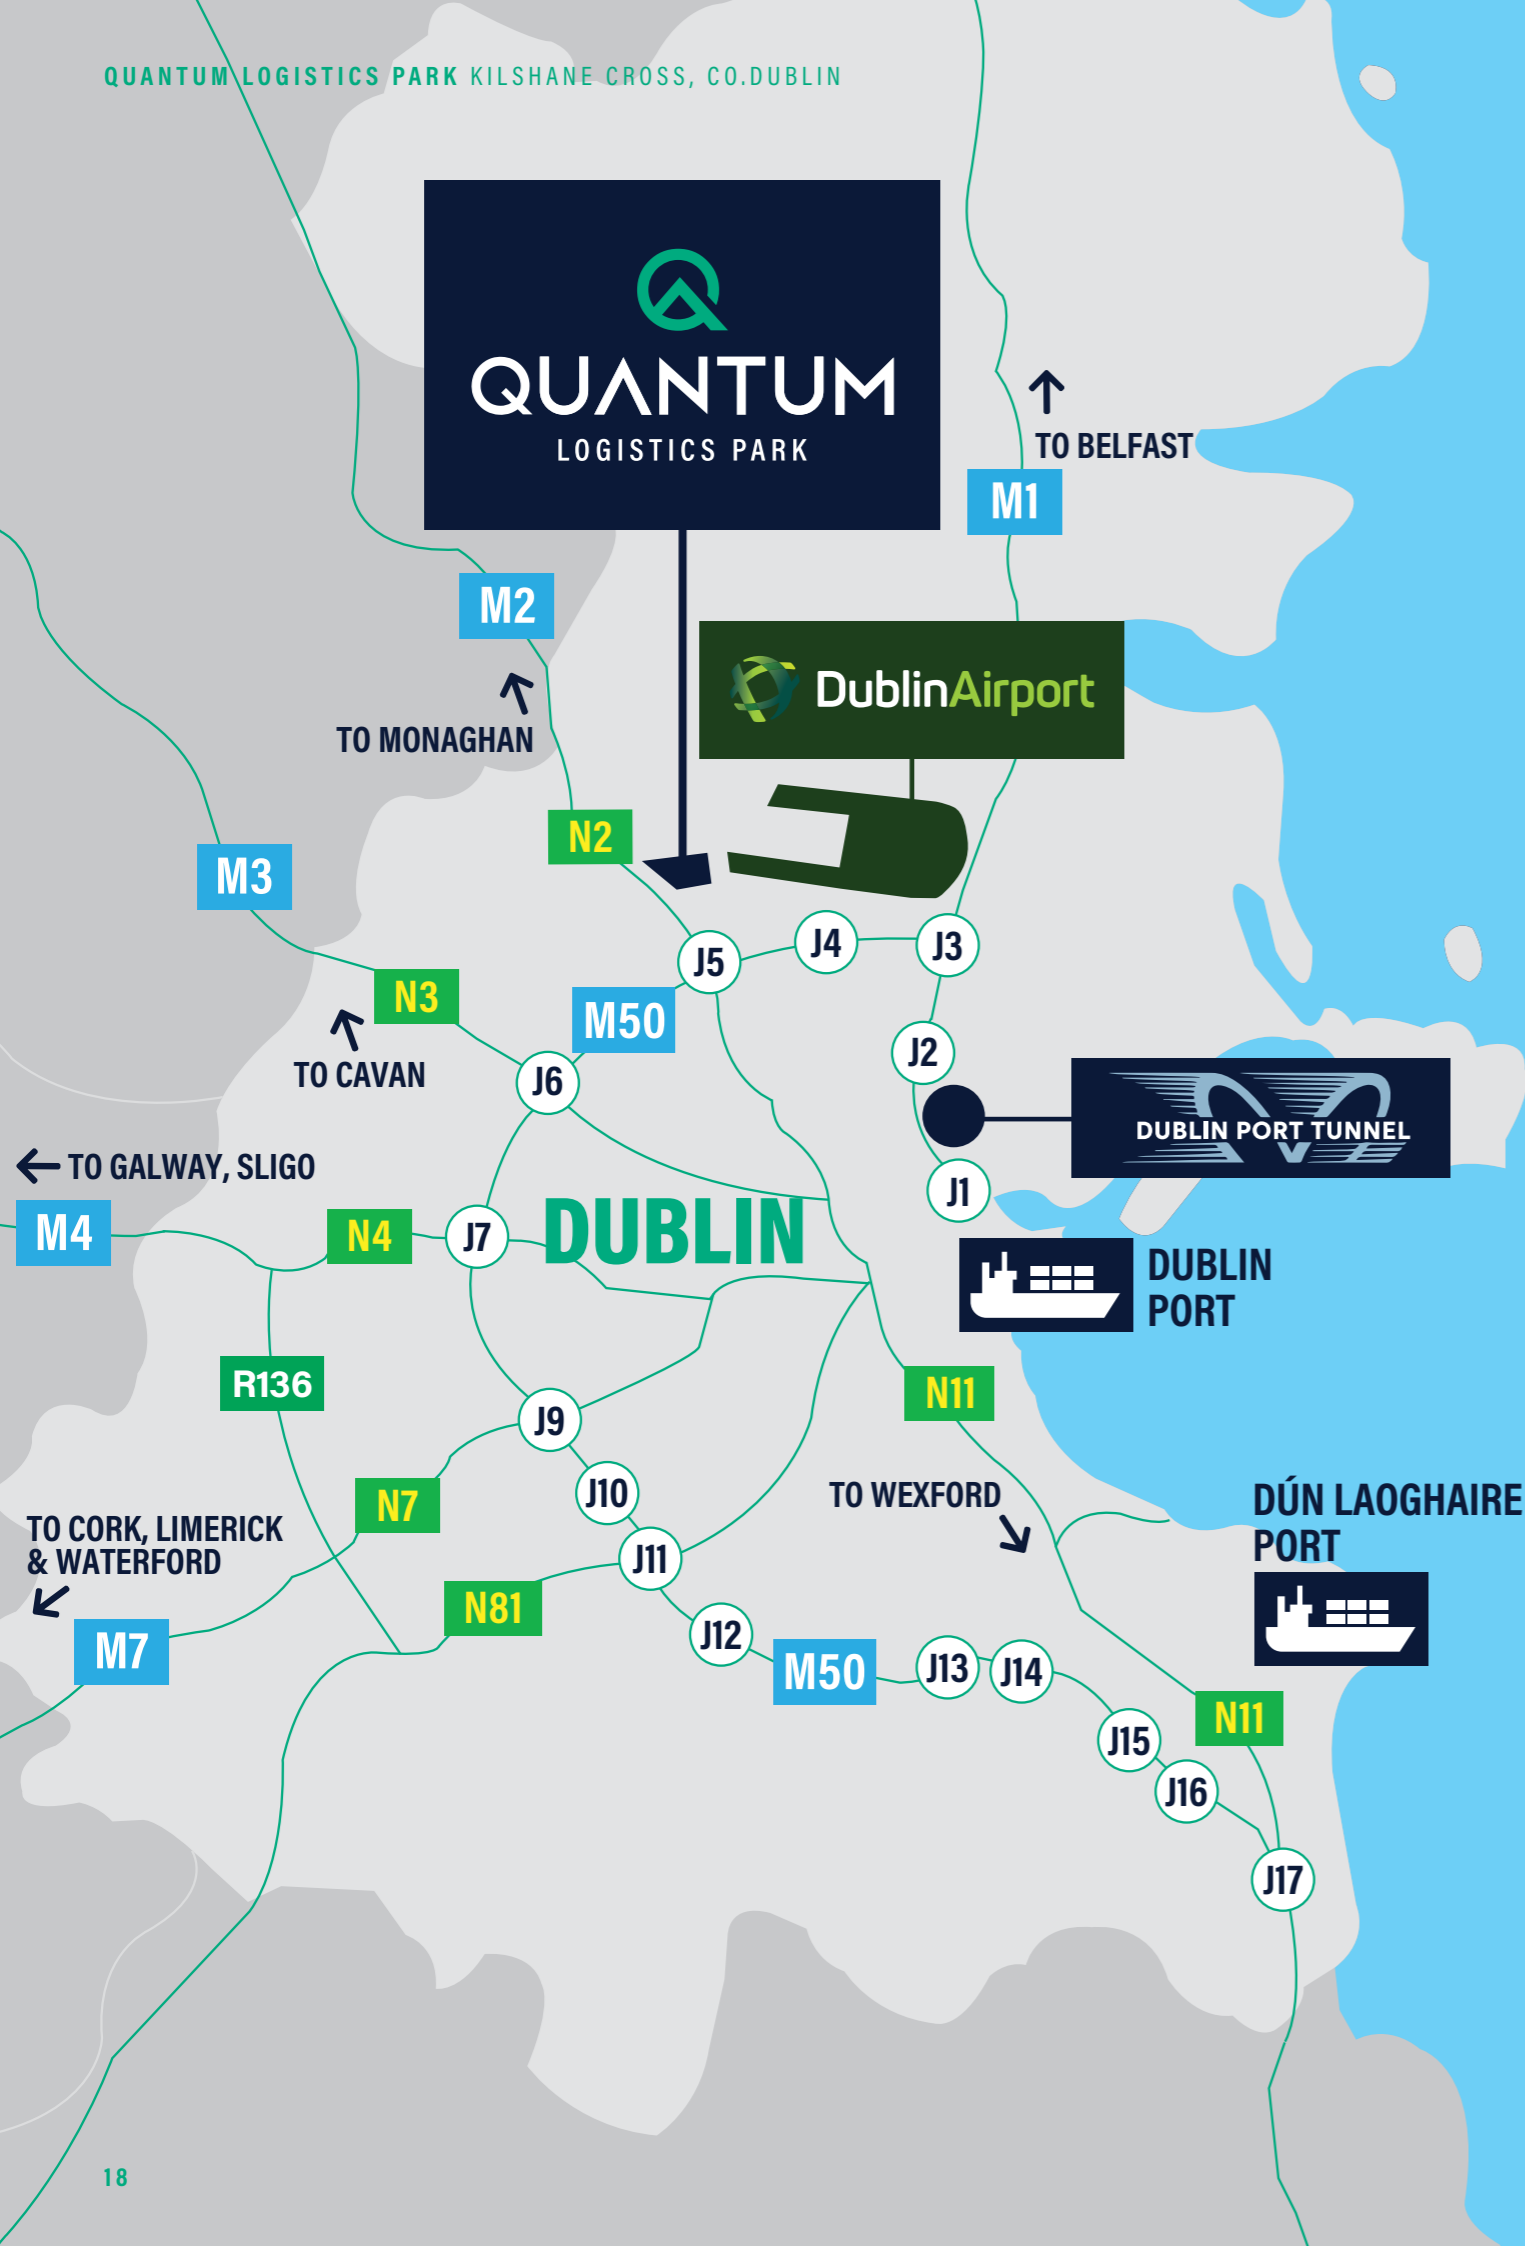 QUANTUM LOGISTICS PARK KILSHANE CROSS, CO.DUBLIN
QUANTUM
LOGISTICS PARK
TO BELFAST
M1
M2
DublinAirport
TO MONAGHAN
N2
M3
J5
J4
J3
N3
M50
J2
TO CAVAN
J6
DUBLIN PORT TUNNEL
TO GALWAY, SLIGO
J1
M4
N4
J7
DUBLIN
DUBLIN
PORT
R136
N11
J9
J10
TO WEXFORD
DÚN LAOGHAIRE
PORT
N7
TO CORK, LIMERICK
& WATERFORD
J11
N81
J12
M7
M50
J13
J14
N11
J15
J16
J17
18